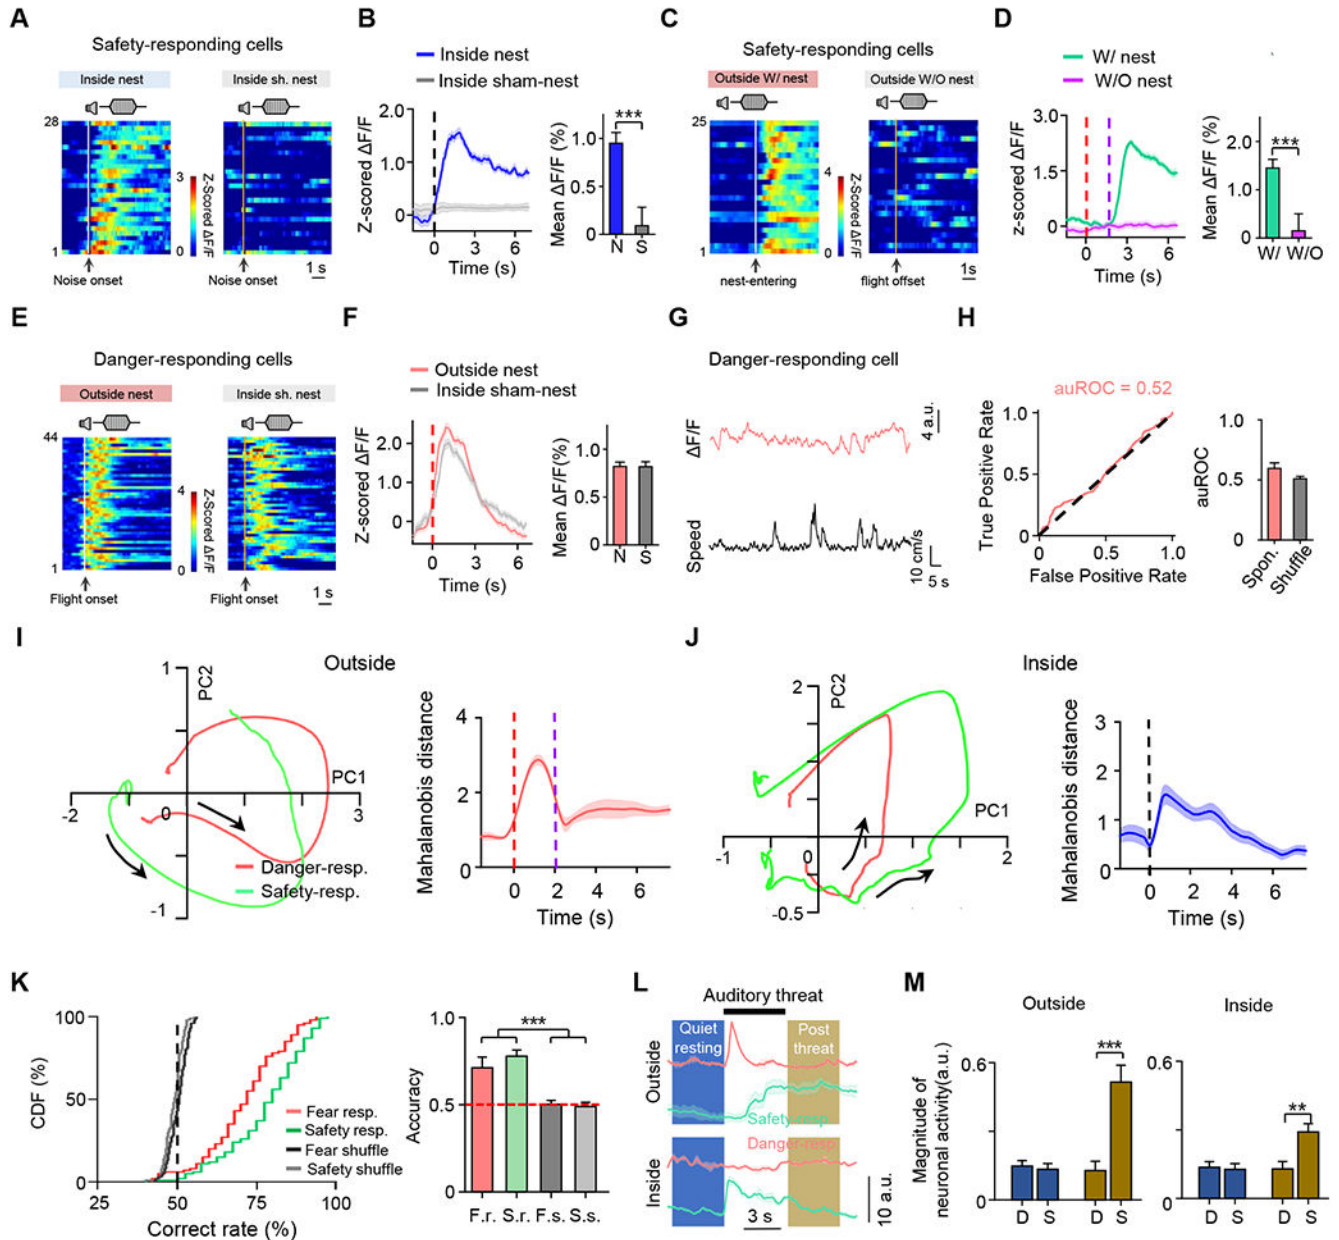 A
Safety-responding cells
Inside nest
Inside sh. nest
28
1
3
0
Z-Scored ΔF/F
Noise onset
Noise onset
1 s
B
Inside nest
Inside sham-nest
2.0
1.0
0
Z-scored ΔF/F
0
3
6
Time (s)
***
1.0
0.5
0
Mean ΔF/F (%)
N
S
C
Safety-responding cells
Outside W/ nest
Outside W/O nest
25
1
4
0
Z-Scored ΔF/F
nest-entering
flight offset
1s
D
W/ nest
W/O nest
3.0
1.5
0
z-scored ΔF/F
0
3
6
Time (s)
***
2.0
1.0
0
Mean ΔF/F (%)
W/
W/O
E
Danger-responding cells
Outside nest
Inside sh. nest
44
1
4
0
Z-Scored ΔF/F
Flight onset
Flight onset
1 s
F
Outside nest
Inside sham-nest
2.0
1.0
0
Z-scored ΔF/F
0
3
6
Time (s)
1.0
0.5
0
Mean ΔF/F(%)
N
S
G
Danger-responding cell
ΔF/F
4 a.u.
Speed
10 cm/s
5 s
H
auROC = 0.52
1.0
0.5
0
True Positive Rate
0
0.5
1.0
False Positive Rate
1.0
0.5
0
auROC
Spon.
Shuffle
I
Outside
1
PC2
PC1
-2
0
3
-1
Danger-resp.
Safety-resp.
4
2
0
Mahalanobis distance
0
2
4
6
Time (s)
J
Inside
2
PC2
PC1
-1
0
1
2
-0.5
3
2
1
0
Mahalanobis distance
0
2
4
6
Time (s)
K
100
50
0
CDF (%)
25
50
75
100
Correct rate (%)
Fear resp.
Safety resp.
Fear shuffle
Safety shuffle
***
1.0
0.5
0
Accuracy
F.r.
S.r.
F.s.
S.s.
L
Auditory threat
Quiet
resting
Post
threat
Outside
Safety-resp.
Danger-resp.
Inside
3 s
10 a.u.
M
Outside
Inside
Magnitude of
neuronal activity(a.u.)
0.6
0
***
D
S
D
S
0.6
0
**
D
S
D
S